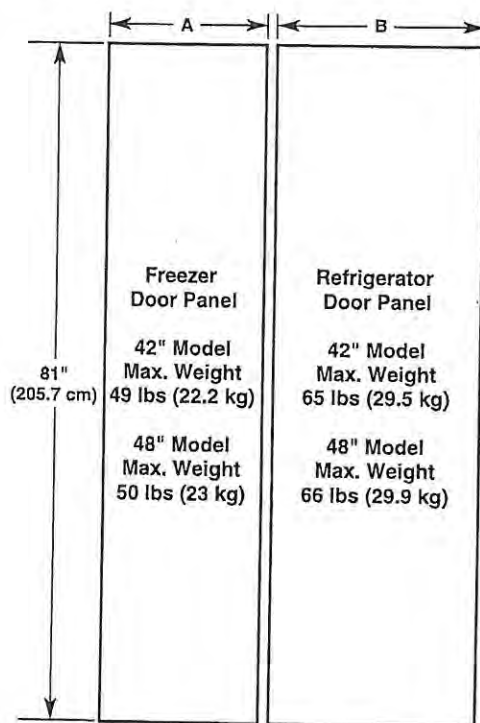 A
B
Freezer
Door Panel
42" Model
Max. Weight
49 lbs (22.2 kg)
48" Model
Max. Weight
50 lbs (23 kg)
Refrigerator
Door Panel
42" Model
Max. Weight
65 lbs (29.5 kg)
48" Model
Max. Weight
66 lbs (29.9 kg)
81"
(205.7 cm)